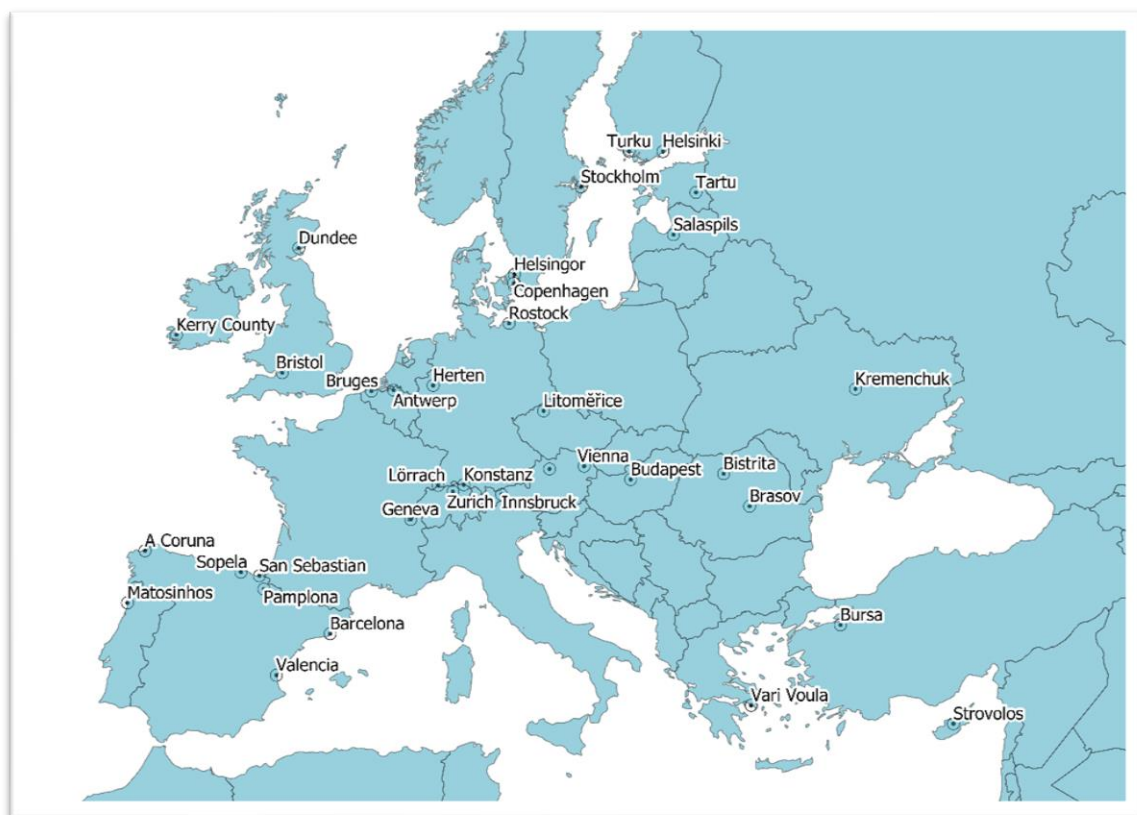 Turku
Helsinki
Stockholm
Tartu
Salaspils
Dundee
Helsingor
Copenhagen
Rostock
Kerry County
Bristol
Bruges
Herten
Antwerp
Kremenchuk
Litoměřice
Vienna
Budapest
Bistrita
Lörrach
Konstanz
Zurich
Innsbruck
Brasov
Geneva
A Coruna
Sopela
San Sebastian
Matosinhos
Pamplona
Barcelona
Bursa
Valencia
Vari Voula
Strovolos